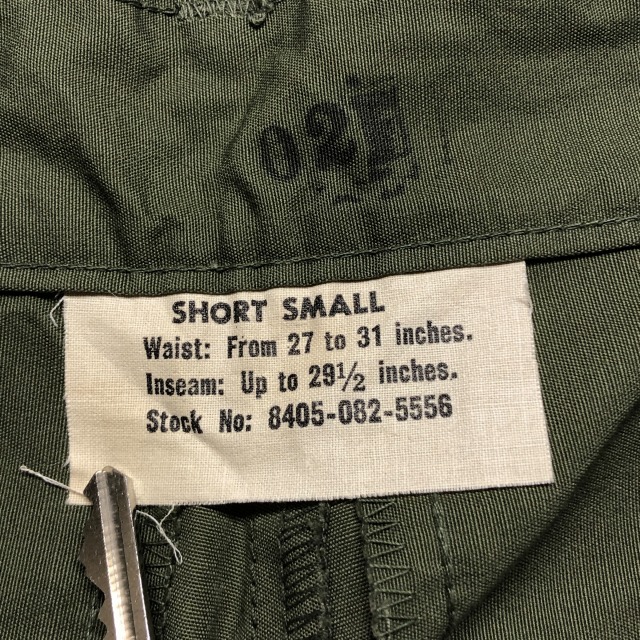 02
SHORT SMALL
Waist: From 27 to 31 inches.
Inseam: Up to 29½ inches.
Stock No: 8405-082-5556